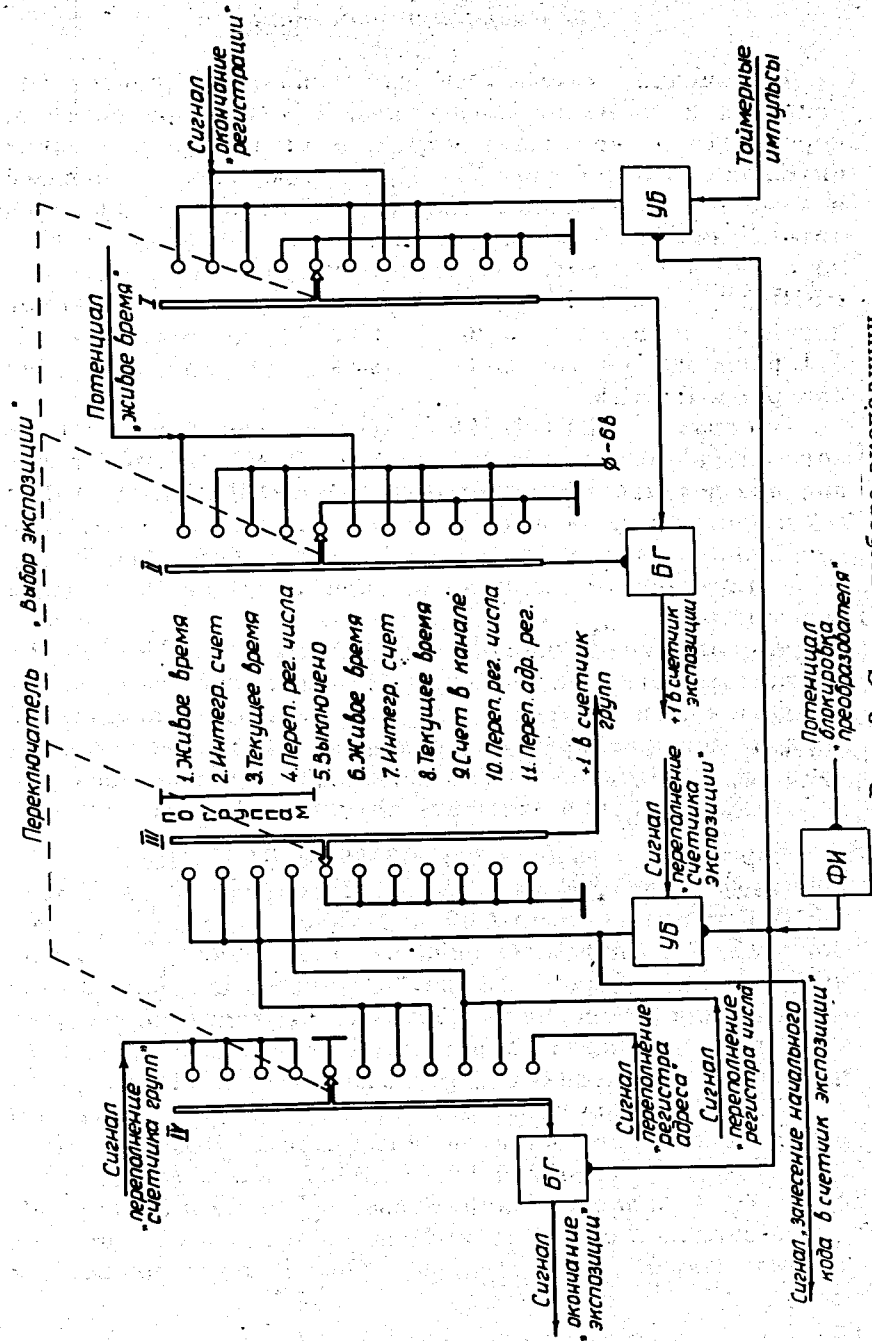 Переключатель „Выбор экспозиции"
Сигнал
"переполнение
счетчика групп"
Потенциал
„живое время"
Сигнал
"окончание
регистрации"
IV
III
II
I
по группам
1. Живое время
2. Интегр. счет
3. Текущее время
4. Переп. рег. числа
5. Выключено
6. Живое время
7. Интегр. счет
8. Текущее время
9. Счет в канале
10. Переп. рег. числа
11. Переп. адр. рег.
+1 в счетчик
групп
ø-6в
Сигнал
"переполнение
счетчика
экспозиции"
+1 в счетчик
экспозиции
БГ
УБ
БГ
УБ
Таймерные
импульсы
Сигнал
"окончание
экспозиции"
Сигнал
"переполнение
регистра
адреса"
Сигнал
"переполнение
регистра числа"
ФИ
Потенциал
„блокировка
преобразователя"
Сигнал „занесение начального
кода в счетчик экспозиции"